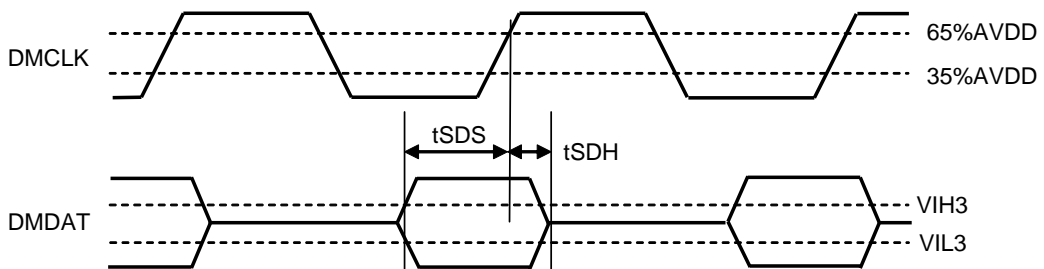 65%AVDD
DMCLK
35%AVDD
tSDS
tSDH
VIH3
DMDAT
VIL3